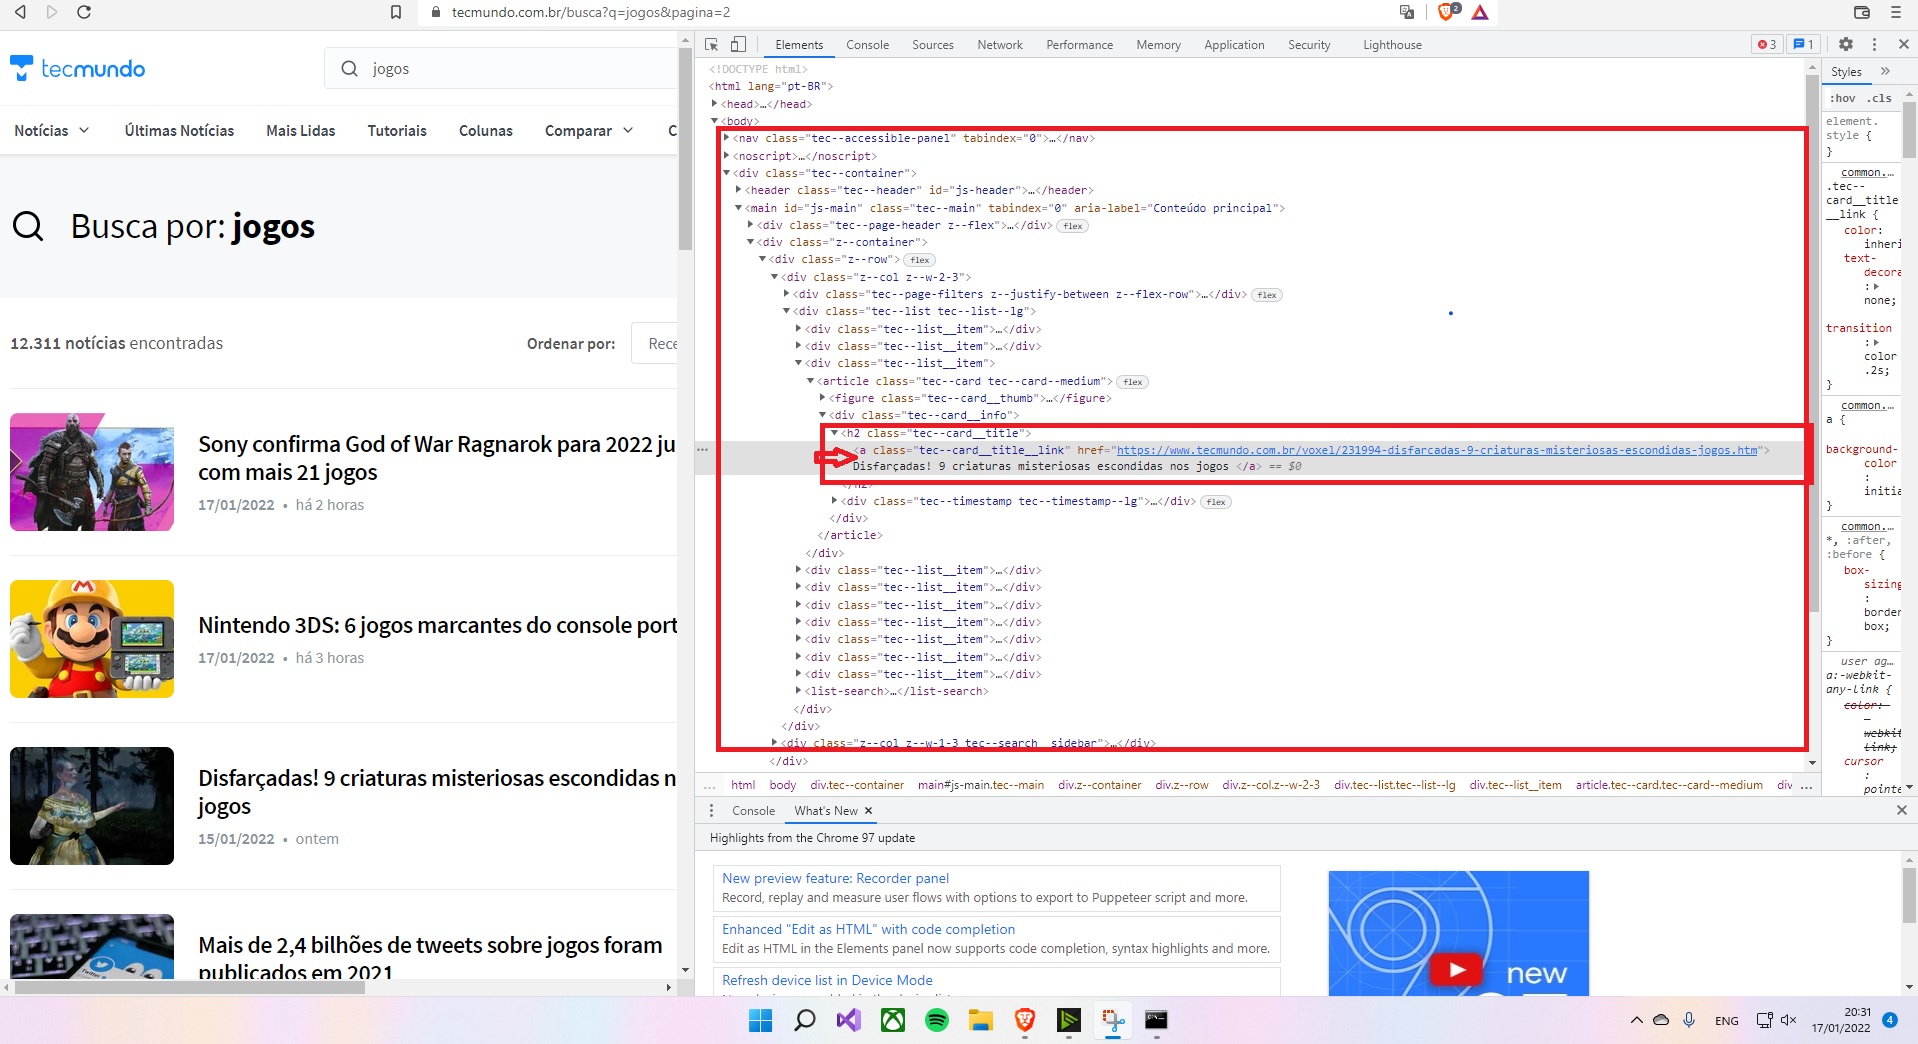 tecmundo.com.br/busca?q=jogos&pagina=2
2
tecmundo
jogos
Notícias
Últimas Notícias
Mais Lidas
Tutoriais
Colunas
Comparar
C
Busca por: jogos
12.311 notícias encontradas
Ordenar por:
Rece
Sony confirma God of War Ragnarok para 2022 ju
com mais 21 jogos
17/01/2022 • há 2 horas
Nintendo 3DS: 6 jogos marcantes do console port
17/01/2022 • há 3 horas
Disfarçadas! 9 criaturas misteriosas escondidas n
jogos
15/01/2022 • ontem
Mais de 2,4 bilhões de tweets sobre jogos foram
publicados em 2021
Elements Console Sources Network Performance Memory Application Security Lighthouse
3 1
<!DOCTYPE html>
<html lang="pt-BR">
<head>…</head>
<body>
<nav class="tec--accessible-panel" tabindex="0">…</nav>
<noscript>…</noscript>
<div class="tec--container">
<header class="tec--header" id="js-header">…</header>
<main id="js-main" class="tec--main" tabindex="0" aria-label="Conteúdo principal">
<div class="tec--page-header z--flex">…</div> flex
<div class="z--container">
<div class="z--row"> flex
<div class="z--col z--w-2-3">
<div class="tec--page-filters z--justify-between z--flex-row">…</div> flex
<div class="tec--list tec--list--lg">
<div class="tec--list__item">…</div>
<div class="tec--list__item">…</div>
<div class="tec--list__item">
<article class="tec--card tec--card--medium"> flex
<figure class="tec--card__thumb">…</figure>
<div class="tec--card__info">
<h2 class="tec--card__title">
<a class="tec--card__title__link" href="https://www.tecmundo.com.br/voxel/231994-disfarcadas-9-criaturas-misteriosas-escondidas-jogos.htm">
Disfarçadas! 9 criaturas misteriosas escondidas nos jogos </a> == $0
</h2>
<div class="tec--timestamp tec--timestamp--lg">…</div> flex
</div>
</article>
</div>
<div class="tec--list__item">…</div>
<div class="tec--list__item">…</div>
<div class="tec--list__item">…</div>
<div class="tec--list__item">…</div>
<div class="tec--list__item">…</div>
<div class="tec--list__item">…</div>
<div class="tec--list__item">…</div>
<list-search>…</list-search>
</div>
</div>
<div class="z--col z--w-1-3 tec--search__sidebar">…</div>
</div>
... html body div.tec--container main#js-main.tec--main div.z--container div.z--row div.z--col.z--w-2-3 div.tec--list.tec--list--lg div.tec--list__item article.tec--card.tec--card--medium div ...
Styles
:hov .cls
element.
style {
}
common.…
.tec--
card__title
__link {
color:
inheri
text-
decora
:
none;
transition
:
color
.2s;
}
common.…
a {
background-
color
:
initia
}
common.…
*, :after,
:before {
box-
sizing
:
border
box;
}
user ag…
a:-webkit-
any-link {
color:
-
webkit
link;
cursor
:
pointe
Console What's New
Highlights from the Chrome 97 update
New preview feature: Recorder panel
Record, replay and measure user flows with options to export to Puppeteer script and more.
Enhanced "Edit as HTML" with code completion
Edit as HTML in the Elements panel now supports code completion, syntax highlights and more.
Refresh device list in Device Mode
new
ENG
20:31
17/01/2022
4